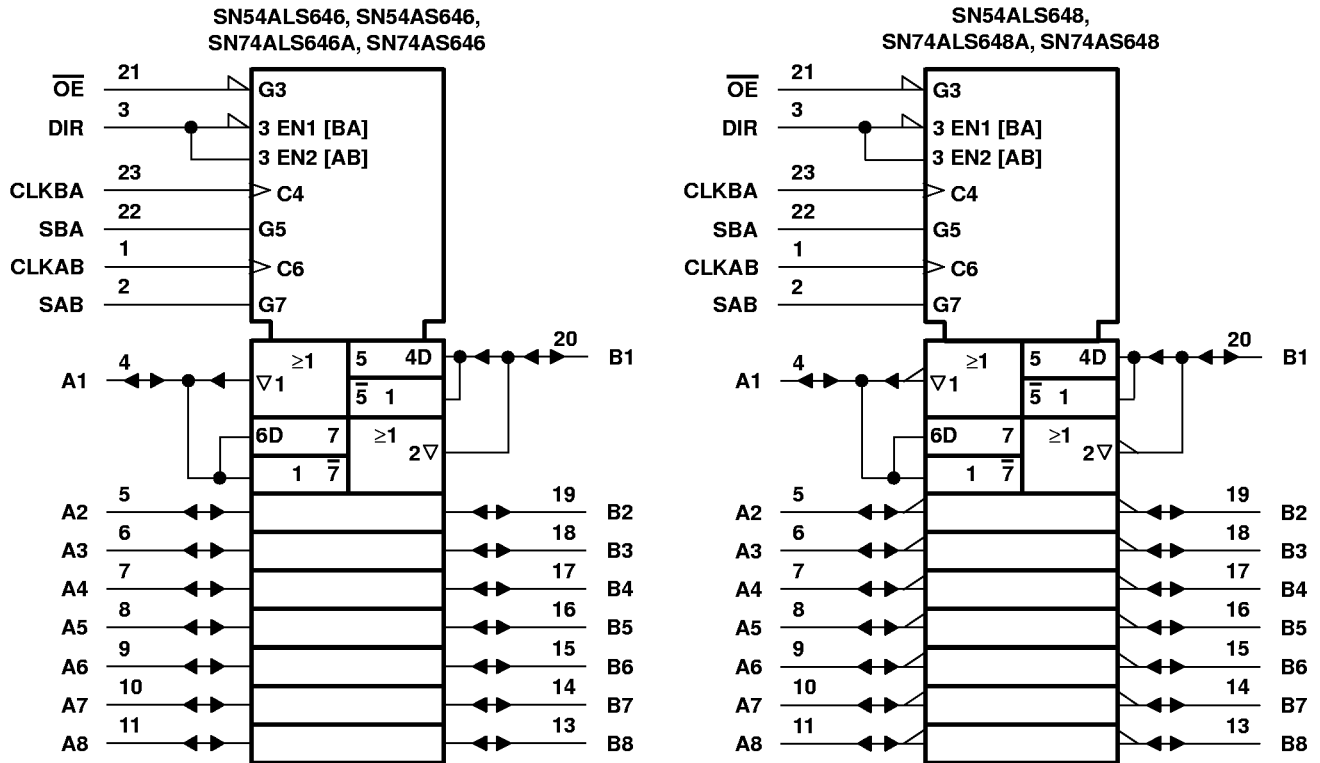 SN54ALS646, SN54AS646,
SN74ALS646A, SN74AS646
OE 21 G3
DIR 3 3 EN1 [BA]
3 EN2 [AB]
CLKBA 23 C4
SBA 22 G5
CLKAB 1 C6
SAB 2 G7
A1 4 ≥1 ▽1 5 4D 20 B1
5 1
6D 7 ≥1 2▽
1 7
A2 5 19 B2
A3 6 18 B3
A4 7 17 B4
A5 8 16 B5
A6 9 15 B6
A7 10 14 B7
A8 11 13 B8
SN54ALS648,
SN74ALS648A, SN74AS648
OE 21 G3
DIR 3 3 EN1 [BA]
3 EN2 [AB]
CLKBA 23 C4
SBA 22 G5
CLKAB 1 C6
SAB 2 G7
A1 4 ≥1 ▽1 5 4D 20 B1
5 1
6D 7 ≥1 2▽
1 7
A2 5 19 B2
A3 6 18 B3
A4 7 17 B4
A5 8 16 B5
A6 9 15 B6
A7 10 14 B7
A8 11 13 B8